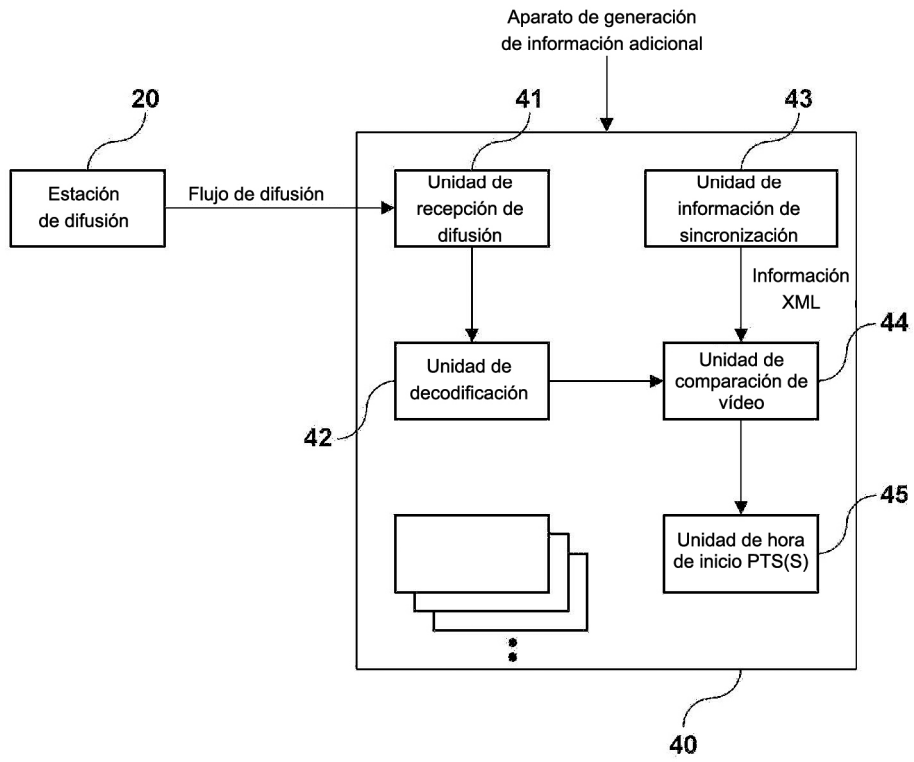 Aparato de generación
de información adicional
20
41
43
Estación
de difusión
Flujo de difusión
Unidad de
recepción de
difusión
Unidad de
información de
sincronización
Información
XML
44
Unidad de
decodificación
Unidad de
comparación de
vídeo
42
45
Unidad de hora
de inicio PTS(S)
40